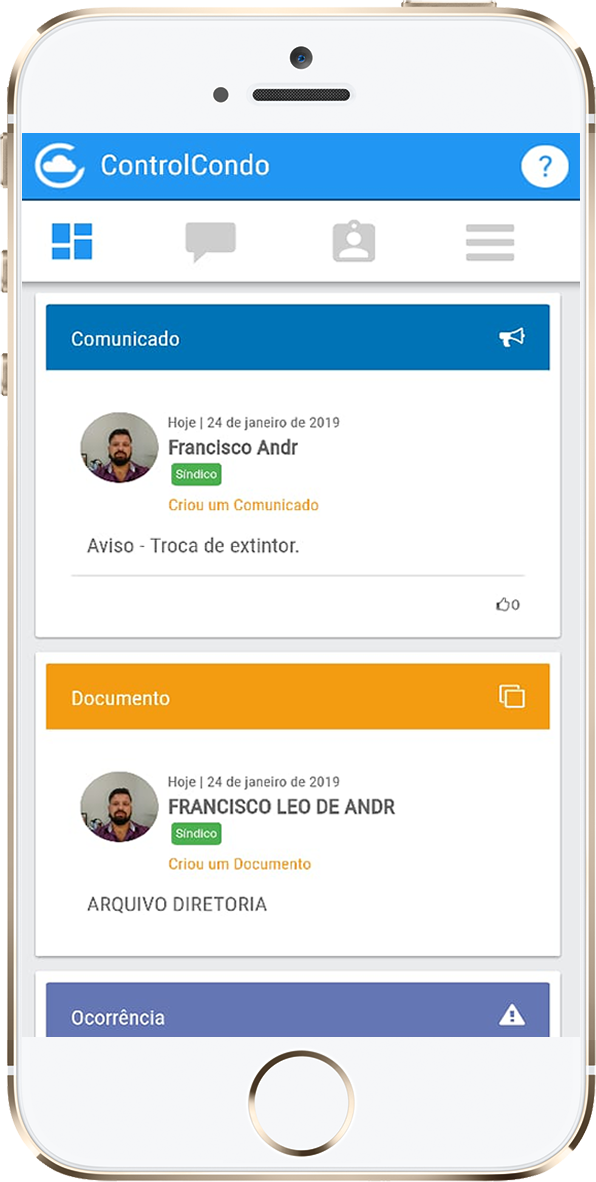 ControlCondo
?
Comunicado
Hoje | 24 de janeiro de 2019
Francisco Andr
Síndico
Criou um Comunicado
Aviso - Troca de extintor.
0
Documento
Hoje | 24 de janeiro de 2019
FRANCISCO LEO DE ANDR
Síndico
Criou um Documento
ARQUIVO DIRETORIA
Ocorrência